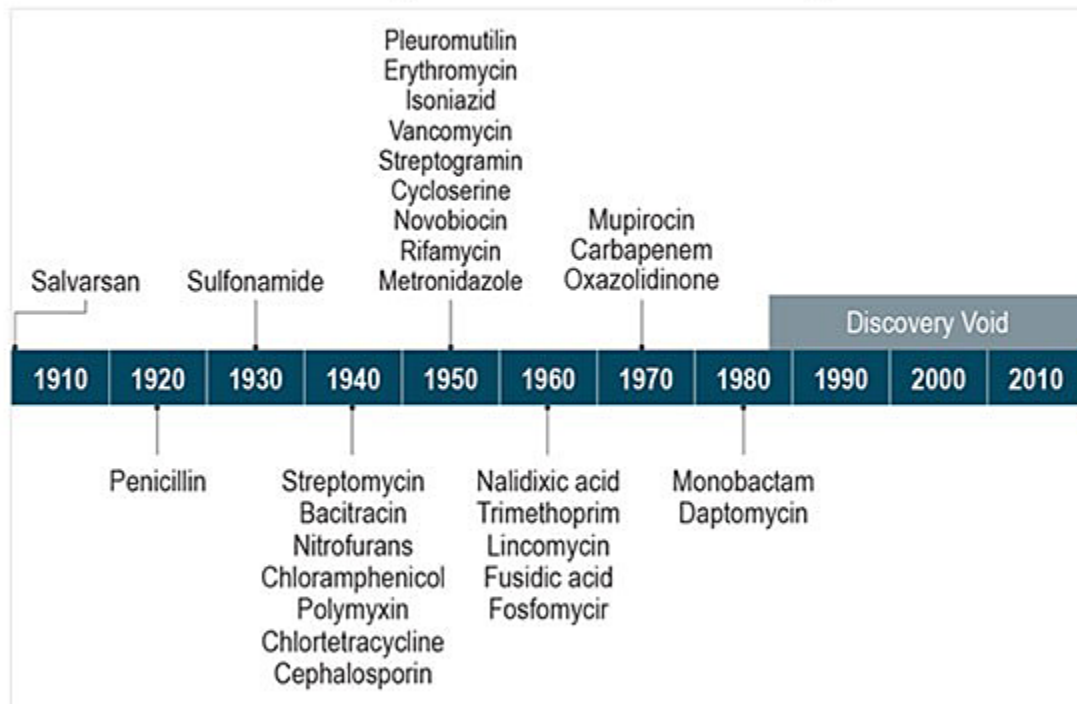 Pleuromutilin
Erythromycin
Isoniazid
Vancomycin
Streptogramin
Cycloserine
Novobiocin
Rifamycin
Metronidazole
Mupirocin
Carbapenem
Oxazolidinone
Salvarsan
Sulfonamide
Discovery Void
1910 1920 1930 1940 1950 1960 1970 1980 1990 2000 2010
Penicillin
Streptomycin
Bacitracin
Nitrofurans
Chloramphenicol
Polymyxin
Chlortetracycline
Cephalosporin
Nalidixic acid
Trimethoprim
Lincomycin
Fusidic acid
Fosfomycir
Monobactam
Daptomycin